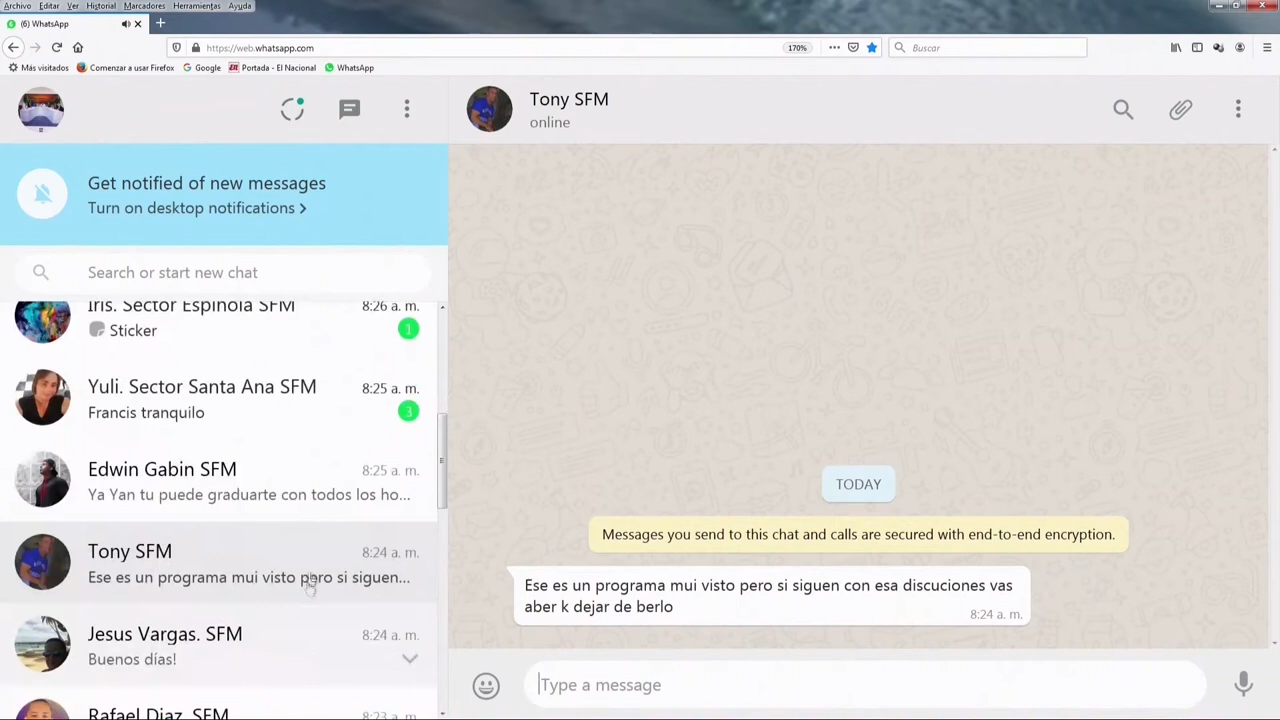 Archivo Editar Ver Historial Marcadores Herramientas Ayuda
(6) WhatsApp
https://web.whatsapp.com
170%
Buscar
Más visitados Comenzar a usar Firefox Google Portada - El Nacional WhatsApp
Tony SFM
online
Get notified of new messages
Turn on desktop notifications >
Search or start new chat
Iris. Sector Espinola SFM 8:26 a. m.
Sticker 1
Yuli. Sector Santa Ana SFM 8:25 a. m.
Francis tranquilo 3
Edwin Gabin SFM 8:25 a. m.
Ya Yan tu puede graduarte con todos los ho...
Tony SFM 8:24 a. m.
Ese es un programa mui visto pero si siguen...
Jesus Vargas. SFM 8:24 a. m.
Buenos días!
Rafael Diaz. SFM 8:23 a. m.
TODAY
Messages you send to this chat and calls are secured with end-to-end encryption.
Ese es un programa mui visto pero si siguen con esa discuciones vas
aber k dejar de berlo
8:24 a. m.
Type a message